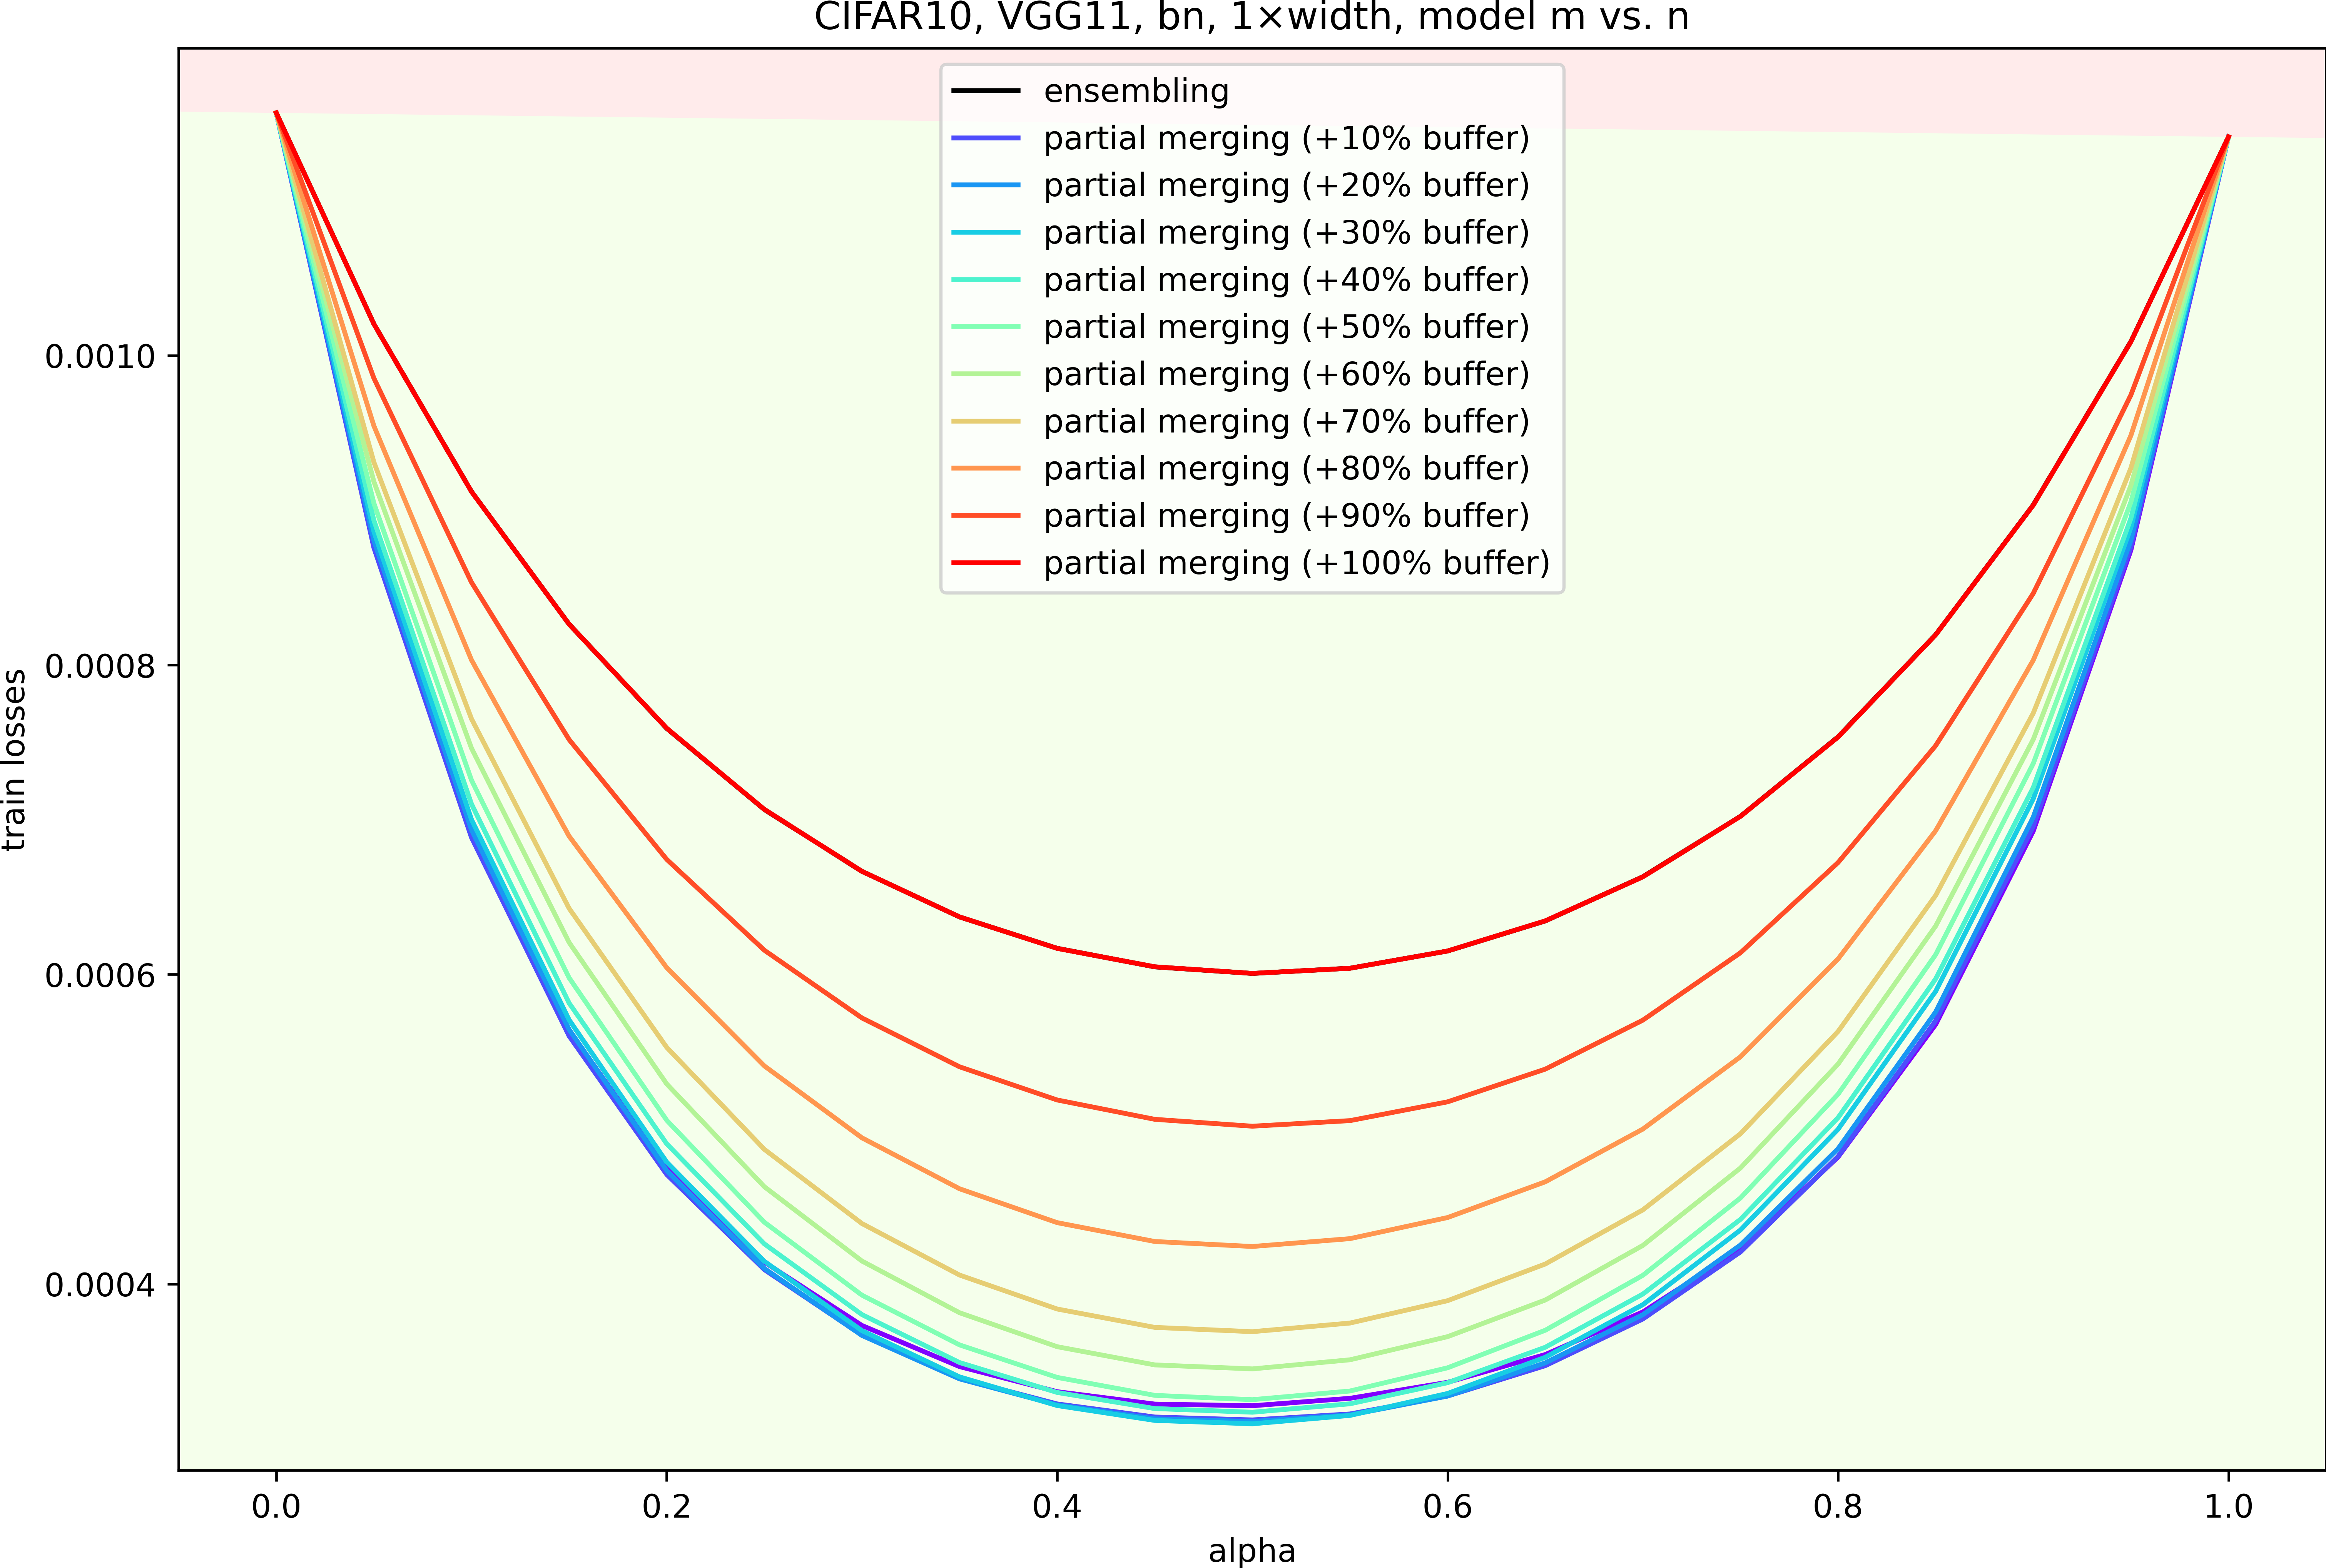 CIFAR10, VGG11, bn, 1×width, model m vs. n
ensembling
partial merging (+10% buffer)
partial merging (+20% buffer)
partial merging (+30% buffer)
partial merging (+40% buffer)
partial merging (+50% buffer)
partial merging (+60% buffer)
partial merging (+70% buffer)
partial merging (+80% buffer)
partial merging (+90% buffer)
partial merging (+100% buffer)
train losses
0.0010
0.0008
0.0006
0.0004
0.0 0.2 0.4 0.6 0.8 1.0
alpha